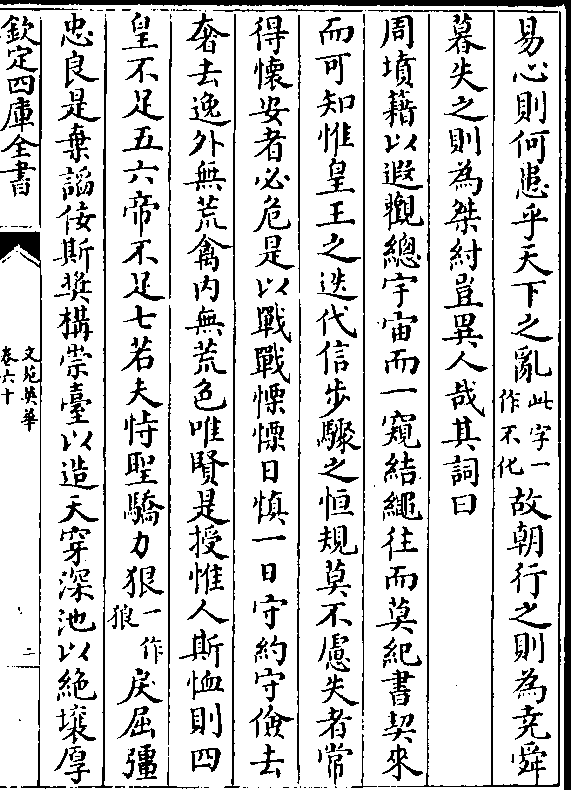 易心則何患乎天下之亂此字一作不化故朝行之則為堯舜
暮失之則為桀紂豈異人哉其詞曰
周墳籍以遐觀總宇宙而一窺結繩往而莫紀書契來
而可知惟皇王之迭代信步驟之恒規莫不慮失者常
得懷安者必危是以戰戰慄慄日慎一日守約守儉去
奢去逸外無荒禽內無荒色唯賢是授惟人斯恤則四
皇不足五六帝不足七若夫恃聖驕力狠一作狼戾屈彊
忠良是棄諂佞斯奬構崇臺以造天穿深池以絶壤厚
欽定四庫全書
文苑英華
卷六十
二